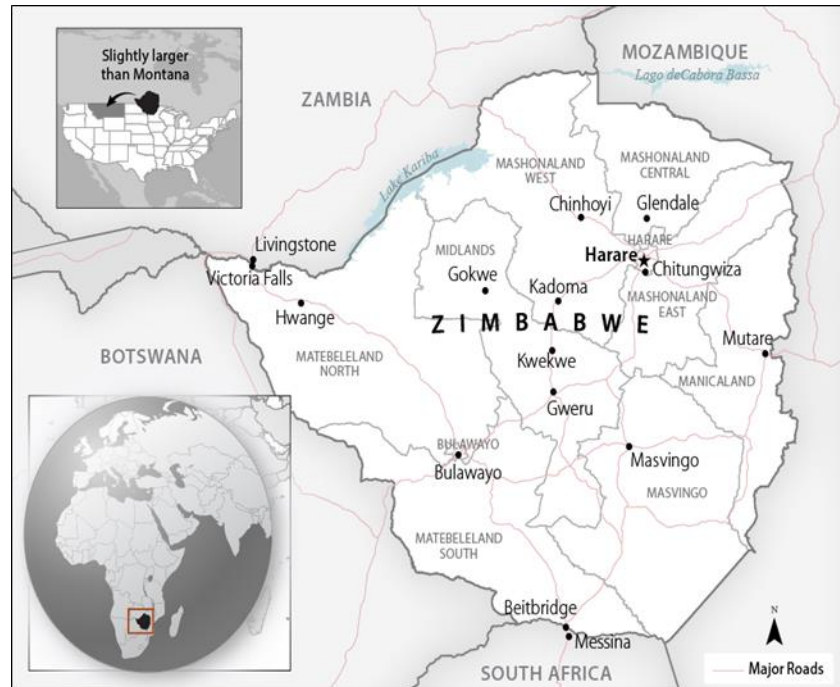 Slightly larger
than Montana
MOZAMBIQUE
Lago deCabora Bassa
ZAMBIA
Lake Kariba
MASHONALAND
WEST
MASHONALAND
CENTRAL
Chinhoyi
Glendale
HARARE
Harare
Chitungwiza
Livingstone
Victoria Falls
MIDLANDS
Gokwe
Kadoma
MASHONALAND
EAST
Hwange
ZIMBABWE
Mutare
BOTSWANA
MATEBELELAND
NORTH
Kwekwe
MANICALAND
Gweru
BULAWAYO
Bulawayo
Masvingo
MASVINGO
MATEBELELAND
SOUTH
Beitbridge
Messina
SOUTH AFRICA
N
Major Roads